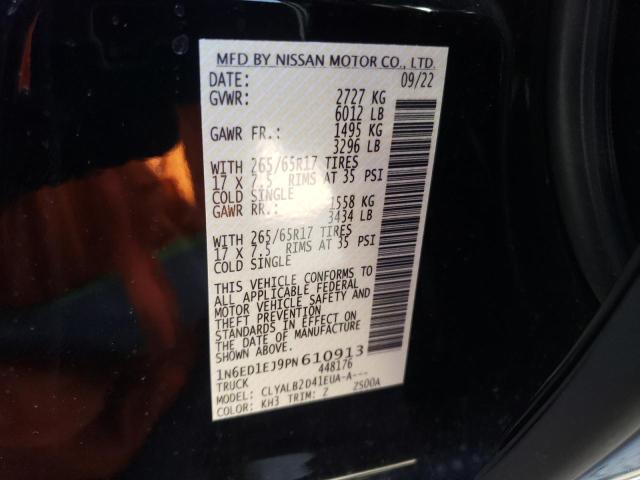 MFD BY NISSAN MOTOR CO., LTD.
DATE: 09/22
GVWR: 2727 KG
6012 LB
GAWR FR.: 1495 KG
3296 LB
WITH 265/65R17 TIRES
17 X 7.5 RIMS AT 35 PSI
COLD SINGLE
GAWR RR.: 1558 KG
3434 LB
WITH 265/65R17 TIRES
17 X 7.5 RIMS AT 35 PSI
COLD SINGLE
THIS VEHICLE CONFORMS TO
ALL APPLICABLE FEDERAL
MOTOR VEHICLE SAFETY AND
THEFT PREVENTION
STANDARDS IN EFFECT ON
THE DATE OF MANUFACTURE
SHOWN ABOVE.
1N6ED1EJ9PN610913
TRUCK 448176
MODEL: CLYALB2D41EUA-A---
COLOR: KH3 TRIM: Z 2500A